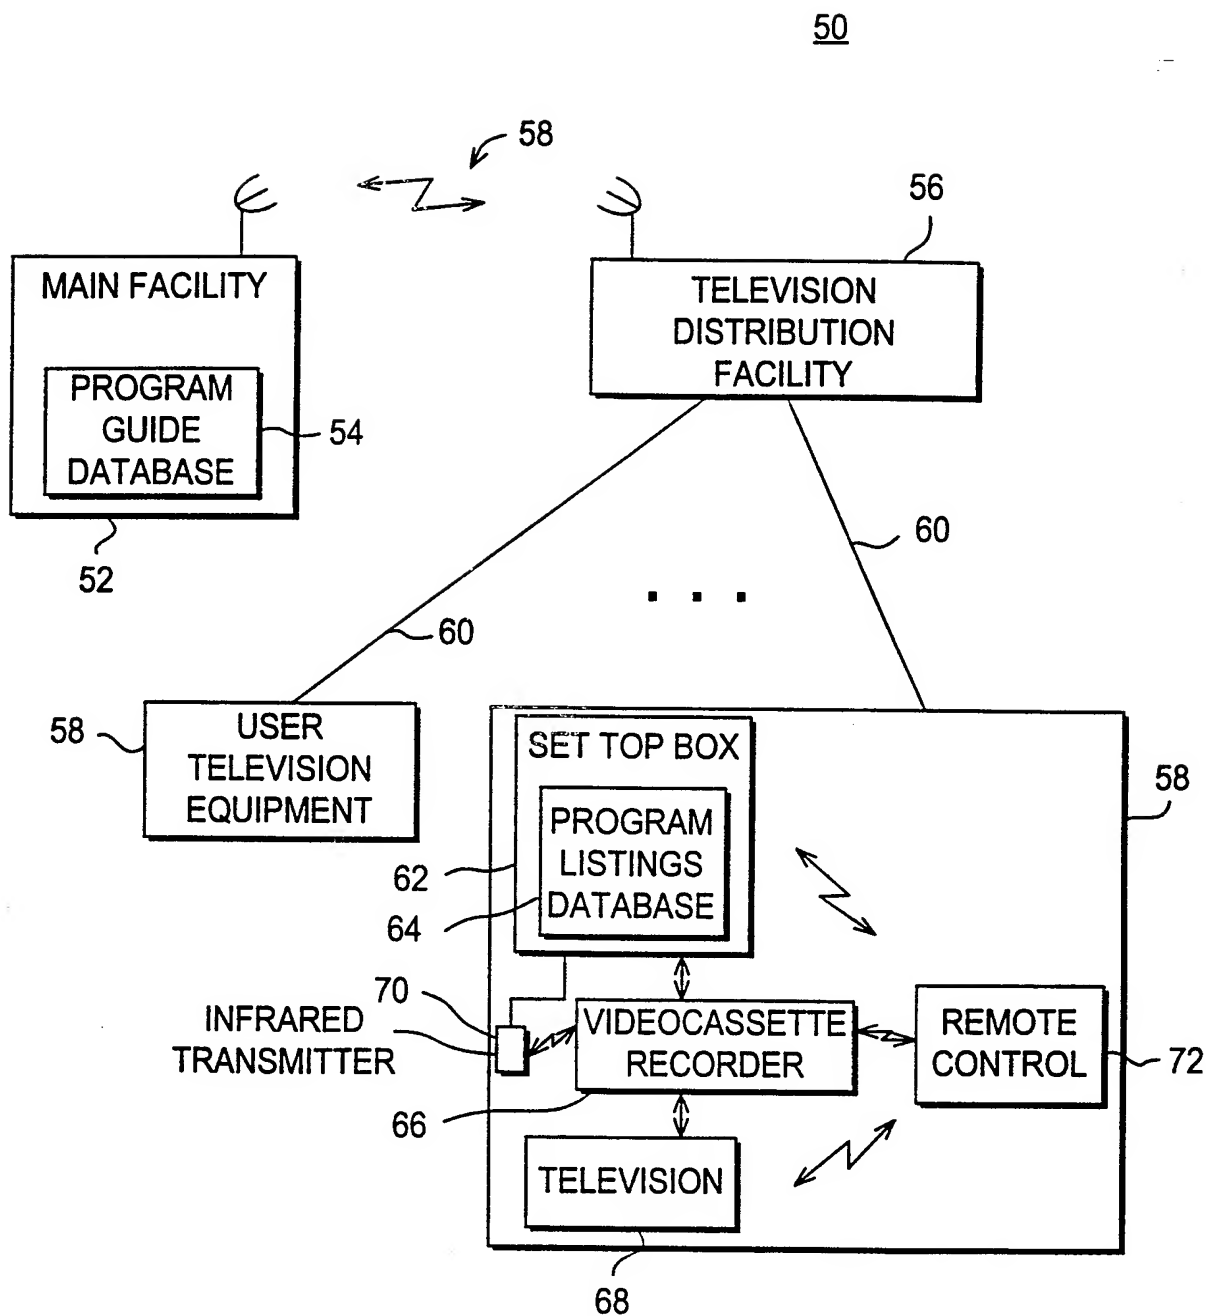 50
58
56
MAIN FACILITY
TELEVISION
DISTRIBUTION
FACILITY
PROGRAM
GUIDE
DATABASE
54
52
60
60
58
USER
TELEVISION
EQUIPMENT
SET TOP BOX
58
PROGRAM
LISTINGS
DATABASE
62
64
70
INFRARED
TRANSMITTER
VIDEOCASSETTE
RECORDER
REMOTE
CONTROL
72
66
TELEVISION
68